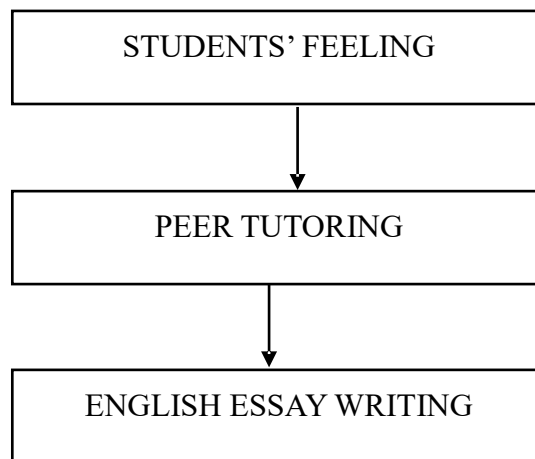 STUDENTS’ FEELING
PEER TUTORING
ENGLISH ESSAY WRITING